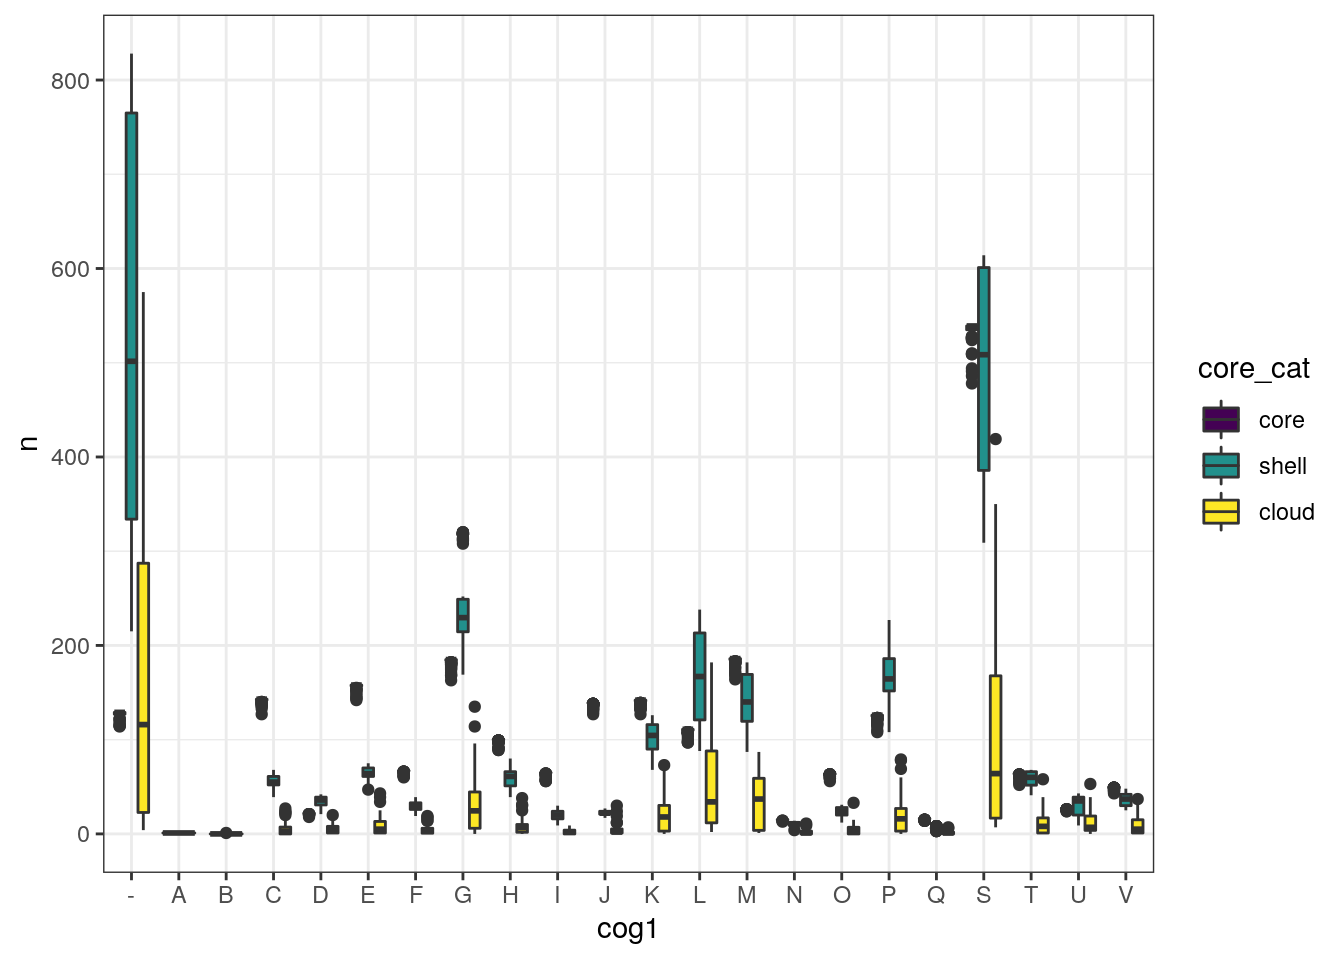 800
600
400
200
0
n
- A B C D E F G H I J K L M N O P Q S T U V
cog1
core_cat
core
shell
cloud